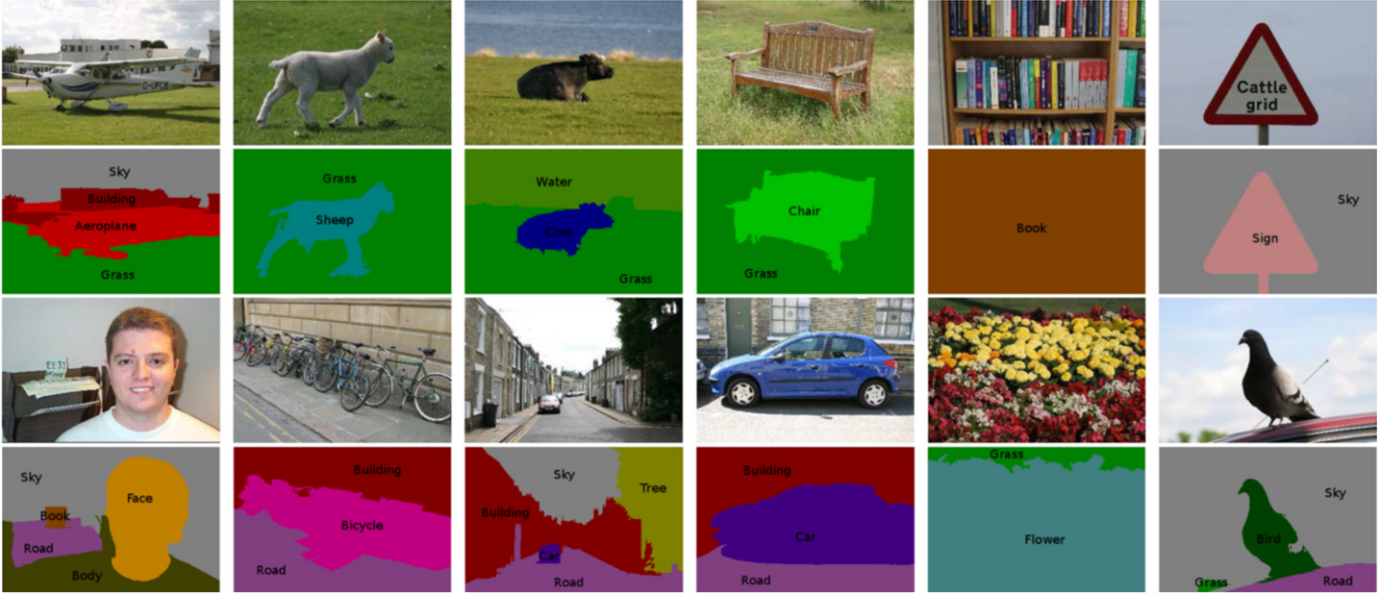 G-UFCB
Cattle
grid
Sky
Building
Aeroplane
Grass
Grass
Sheep
Water
Cow
Grass
Chair
Grass
Book
Sky
Sign
EE31
Sky
Face
Book
Road
Body
Building
Bicycle
Road
Sky
Tree
Building
Car
Road
Building
Car
Road
Grass
Flower
Sky
Bird
Grass
Road